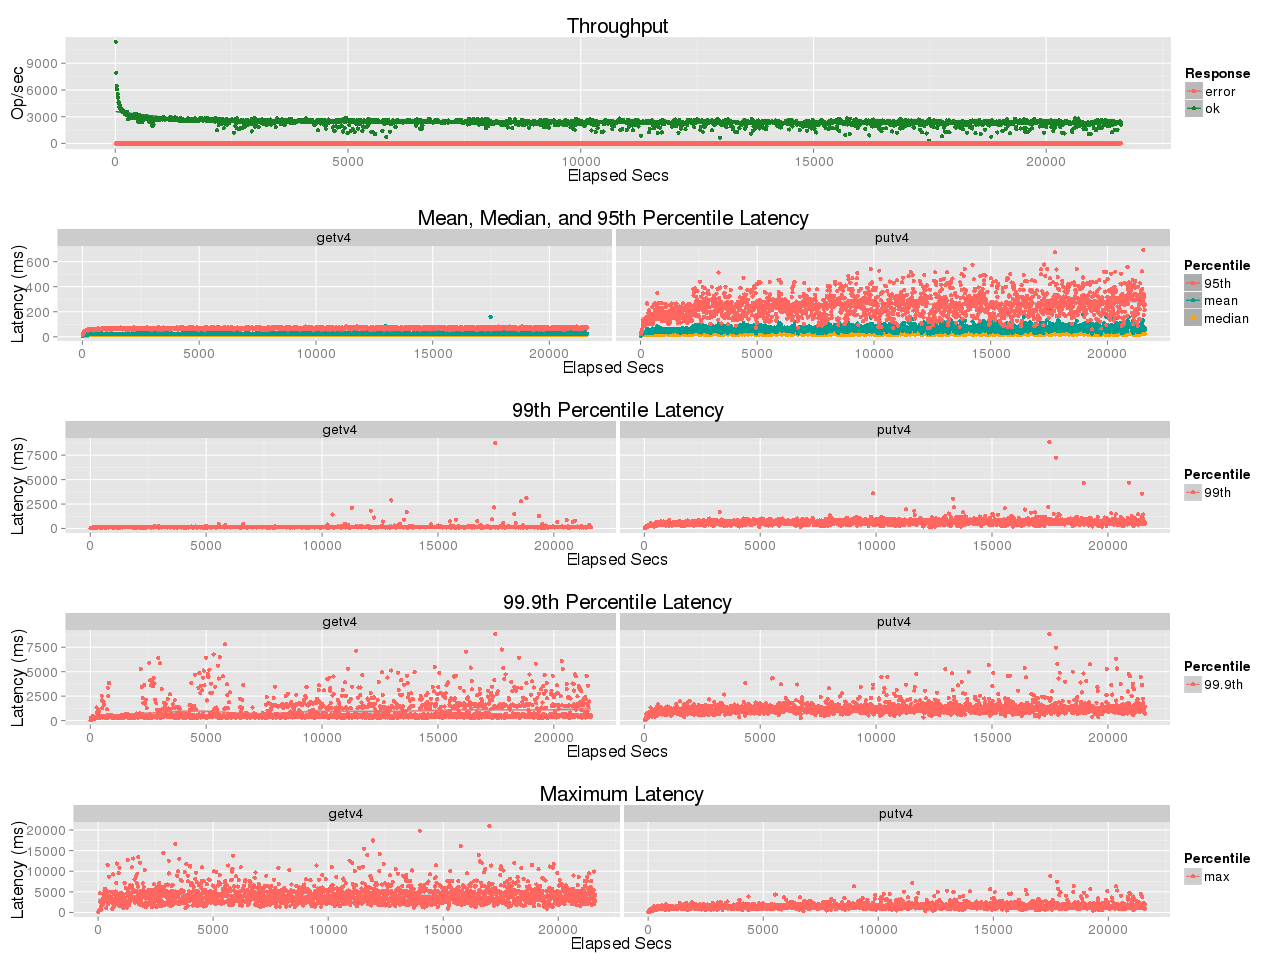 Throughput
Op/sec
9000
6000
3000
0
0 5000 10000 15000 20000
Elapsed Secs
Response
error
ok
Mean, Median, and 95th Percentile Latency
getv4 putv4
Latency (ms)
600
400
200
0
0 5000 10000 15000 20000 0 5000 10000 15000 20000
Elapsed Secs
Percentile
95th
mean
median
99th Percentile Latency
getv4 putv4
Latency (ms)
7500
5000
2500
0
0 5000 10000 15000 20000 0 5000 10000 15000 20000
Elapsed Secs
Percentile
99th
99.9th Percentile Latency
getv4 putv4
Latency (ms)
7500
5000
2500
0
0 5000 10000 15000 20000 0 5000 10000 15000 20000
Elapsed Secs
Percentile
99.9th
Maximum Latency
getv4 putv4
Latency (ms)
20000
15000
10000
5000
0
0 5000 10000 15000 20000 0 5000 10000 15000 20000
Elapsed Secs
Percentile
max